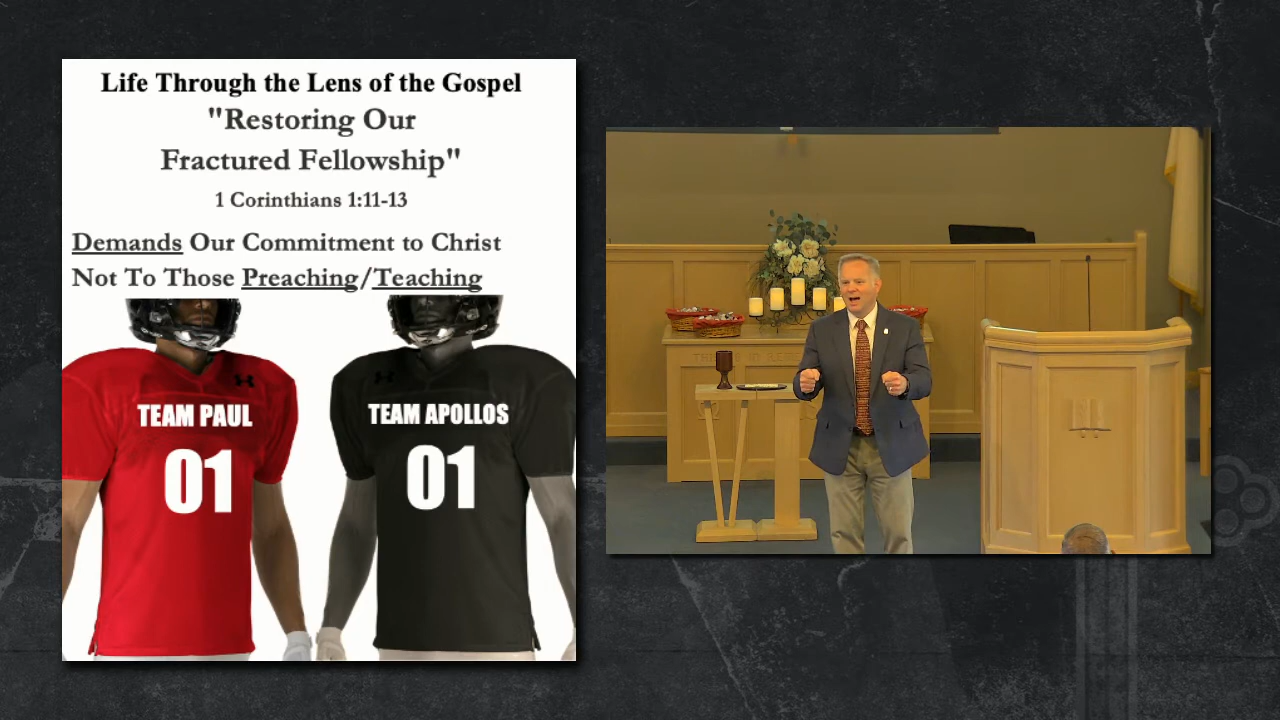 Life Through the Lens of the Gospel
"Restoring Our
Fractured Fellowship"
1 Corinthians 1:11-13
Demands Our Commitment to Christ
Not To Those Preaching/Teaching
TEAM PAUL
01
TEAM APOLLOS
01